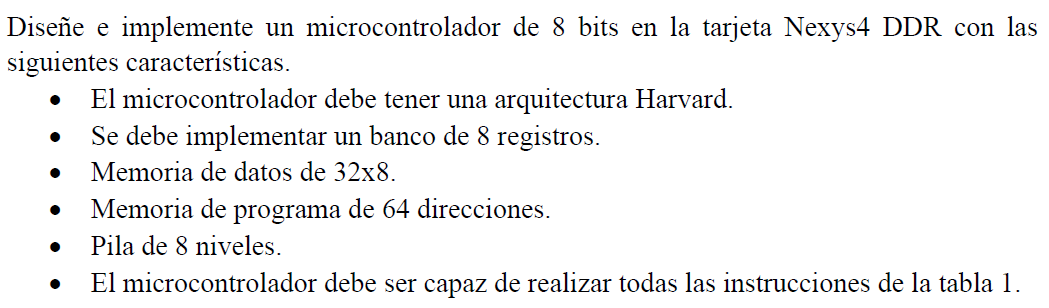 Diseñe e implemente un microcontrolador de 8 bits en la tarjeta Nexys4 DDR con las
siguientes características.
• El microcontrolador debe tener una arquitectura Harvard.
• Se debe implementar un banco de 8 registros.
• Memoria de datos de 32x8.
• Memoria de programa de 64 direcciones.
• Pila de 8 niveles.
• El microcontrolador debe ser capaz de realizar todas las instrucciones de la tabla 1.